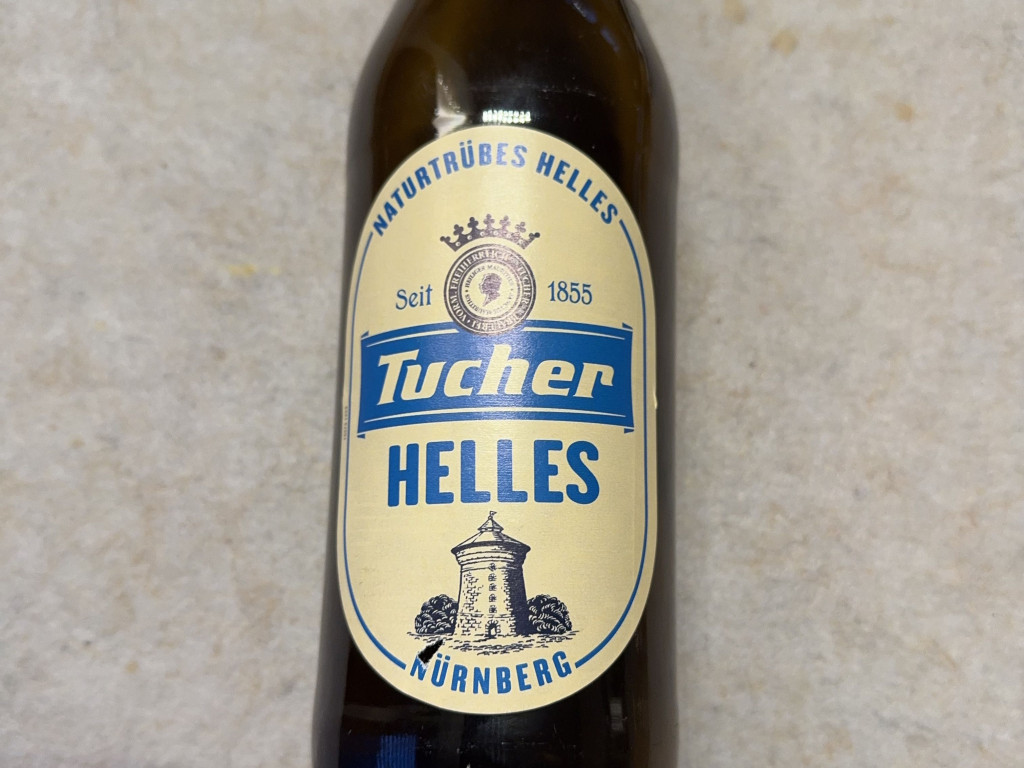 NATURTRÜBES HELLES
Seit 1855
Tucher
HELLES
NÜRNBERG